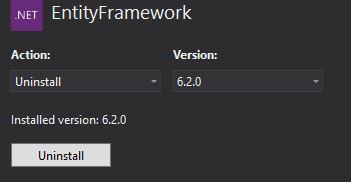 .NET
EntityFramework
Action:
Version:
Uninstall
6.2.0
Installed version: 6.2.0
Uninstall